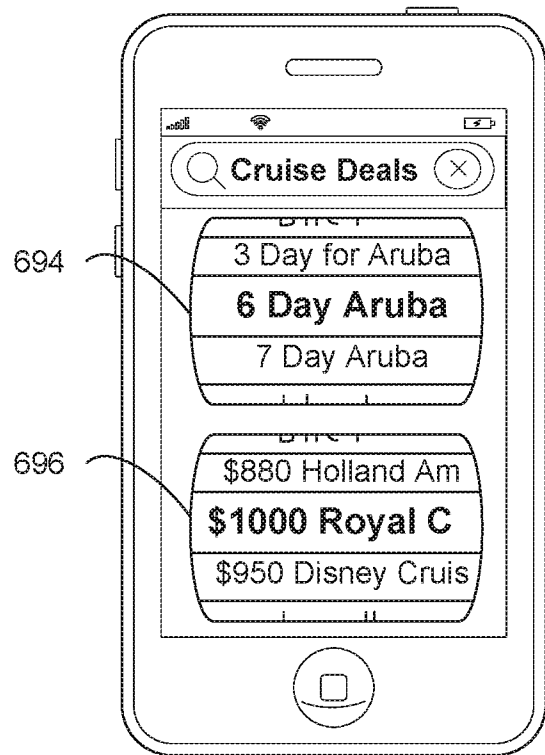 Cruise Deals
694
3 Day for Aruba
6 Day Aruba
7 Day Aruba
696
$880 Holland Am
$1000 Royal C
$950 Disney Cruis